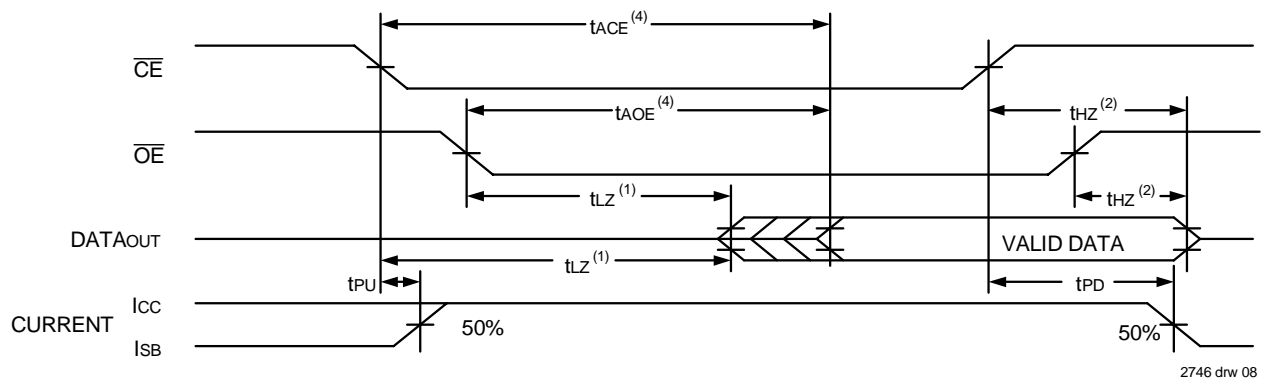 tACE (4)
CE
tAOE (4)
tHZ (2)
OE
tLZ (1)
tHZ (2)
DATAOUT
VALID DATA
tLZ (1)
tPU
tPD
ICC
CURRENT
50%
50%
ISB
2746 drw 08